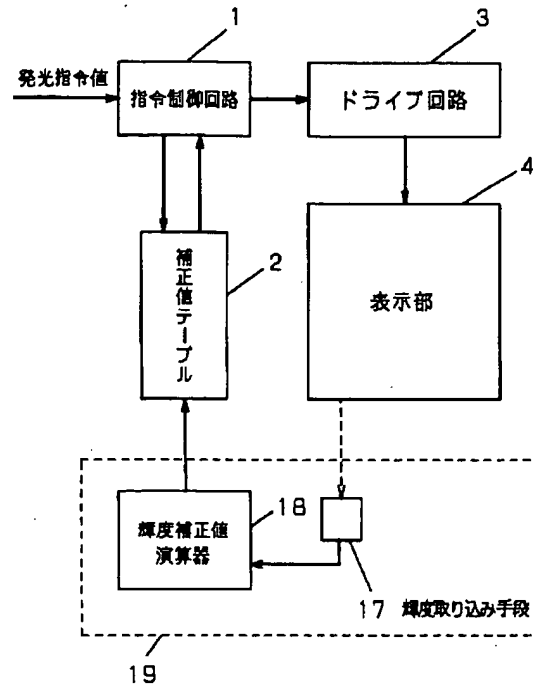 1
発光指令値
指令制御回路
3
ドライブ回路
4
表示部
2
補正値テーブル
輝度補正値
演算器
18
17 輝度取り込み手段
19